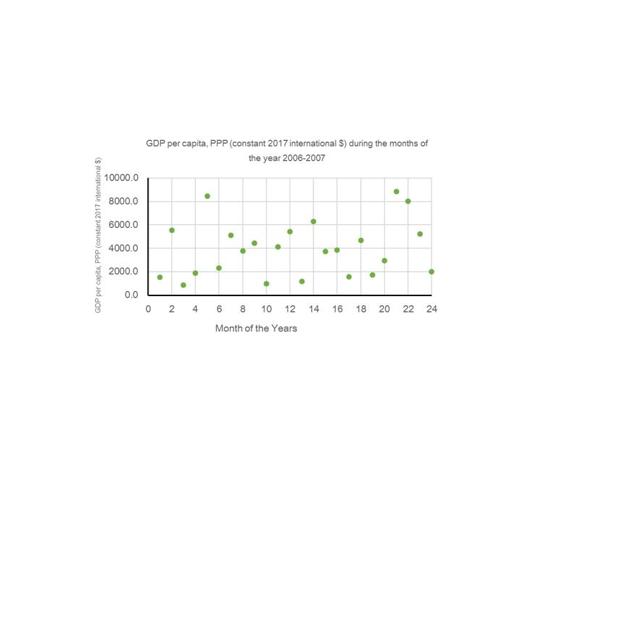 GDP per capita, PPP (constant 2017 international $) during the months of
the year 2006-2007
GDP per capita, PPP (constant 2017 international $)
10000.0
8000.0
6000.0
4000.0
2000.0
0.0
0 2 4 6 8 10 12 14 16 18 20 22 24
Month of the Years